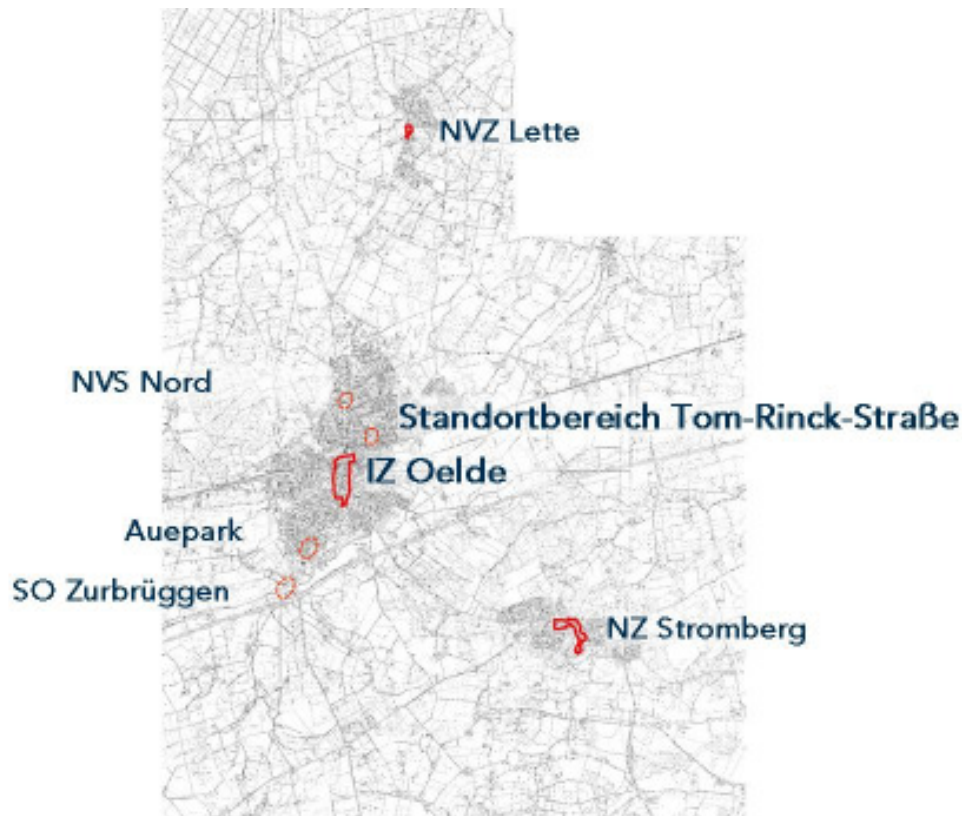 NVZ Lette
NVS Nord
Standortbereich Tom-Rinck-Straße
IZ Oelde
Auepark
SO Zurbrüggen
NZ Stromberg